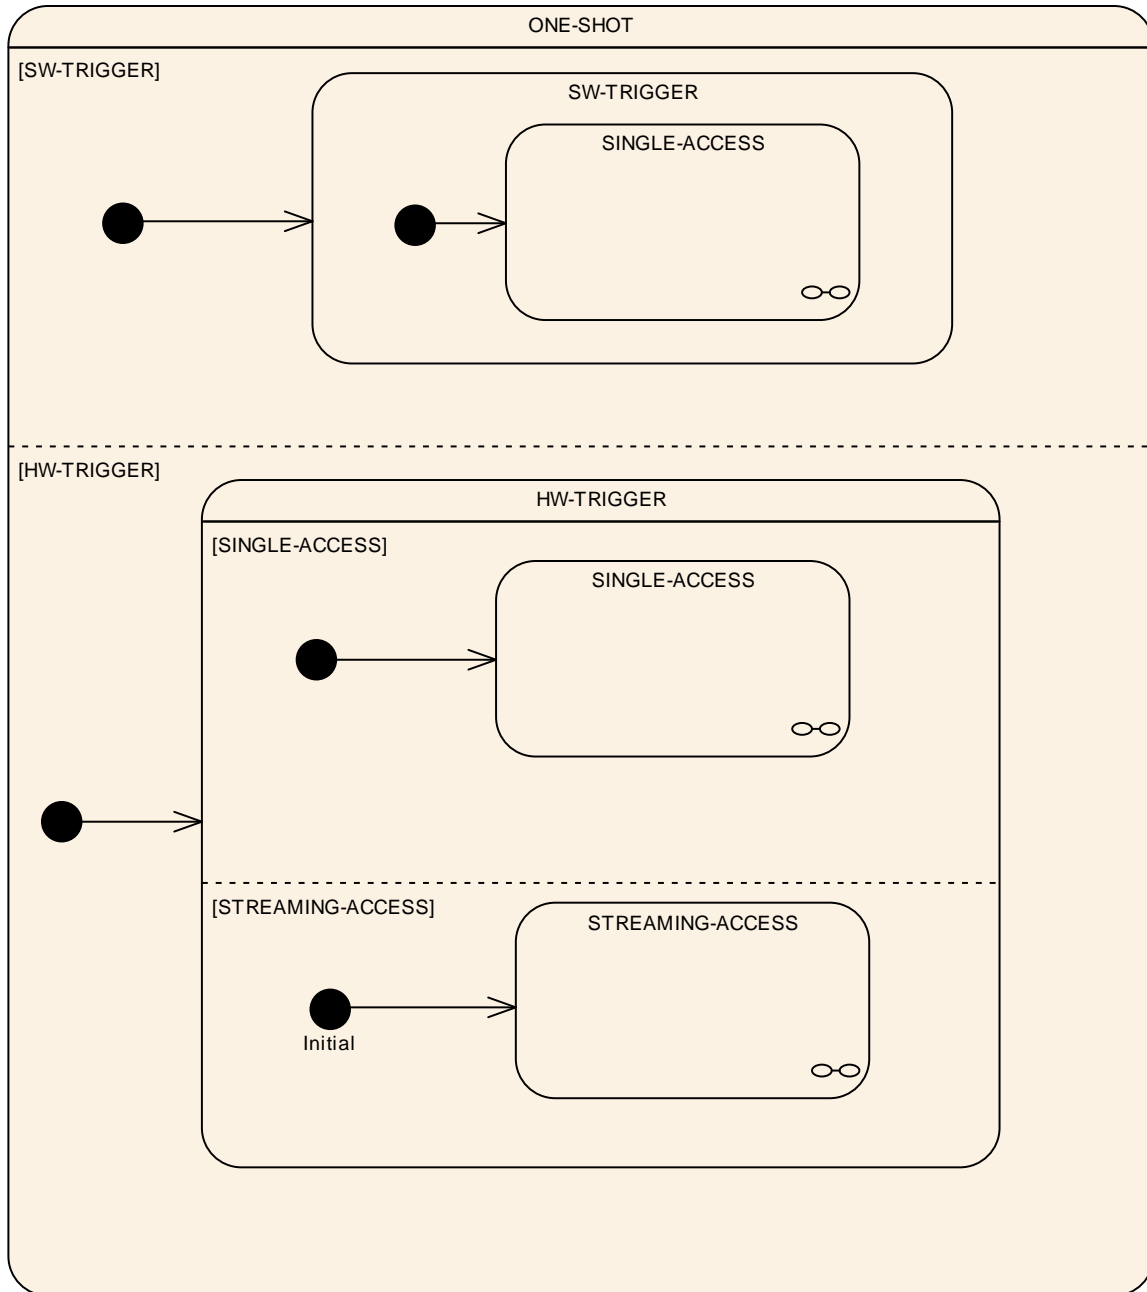 ONE-SHOT
[SW-TRIGGER]
SW-TRIGGER
SINGLE-ACCESS
[HW-TRIGGER]
HW-TRIGGER
[SINGLE-ACCESS]
SINGLE-ACCESS
[STREAMING-ACCESS]
STREAMING-ACCESS
Initial